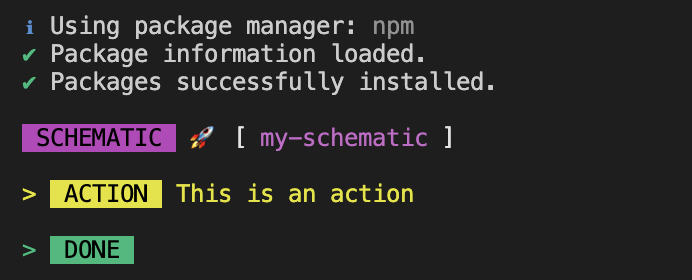 ℹ Using package manager: npm
✔ Package information loaded.
✔ Packages successfully installed.
SCHEMATIC 🚀 [ my-schematic ]
> ACTION This is an action
> DONE